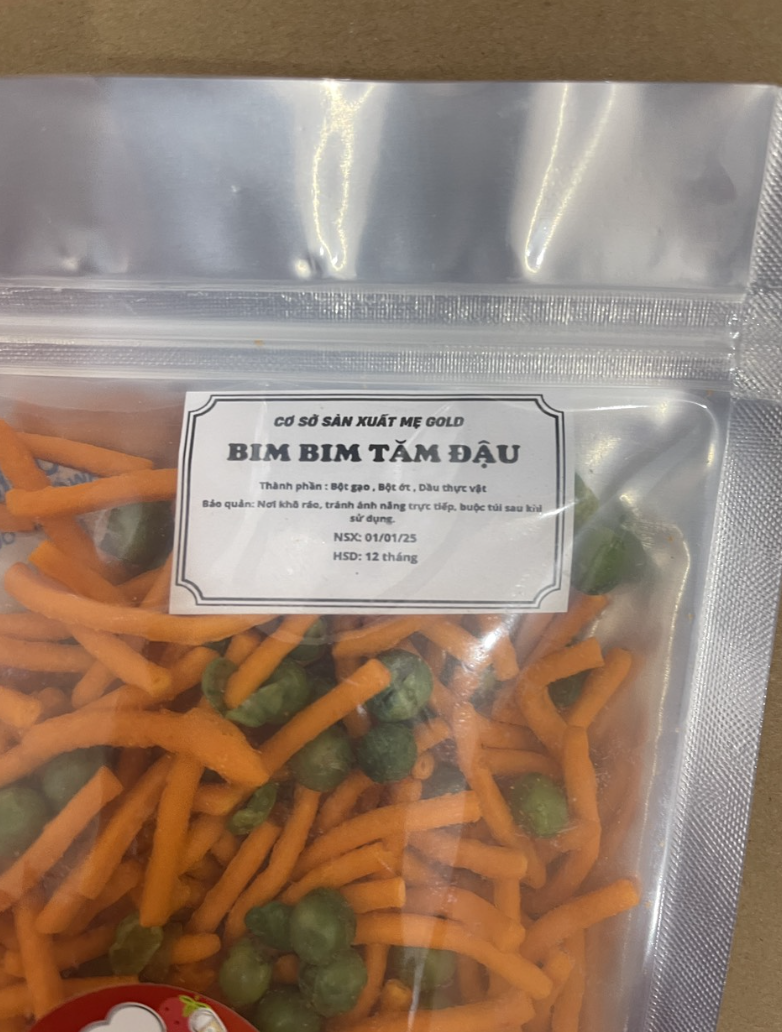 CƠ SỞ SẢN XUẤT MẸ GOLD
BIM BIM TĂM ĐẬU
Thành phần : Bột gạo , Bột ớt , Dầu thực vật
Bảo quản: Nơi khô ráo, tránh ánh nắng trực tiếp, buộc túi sau khi
sử dụng.
NSX: 01/01/25
HSD: 12 tháng